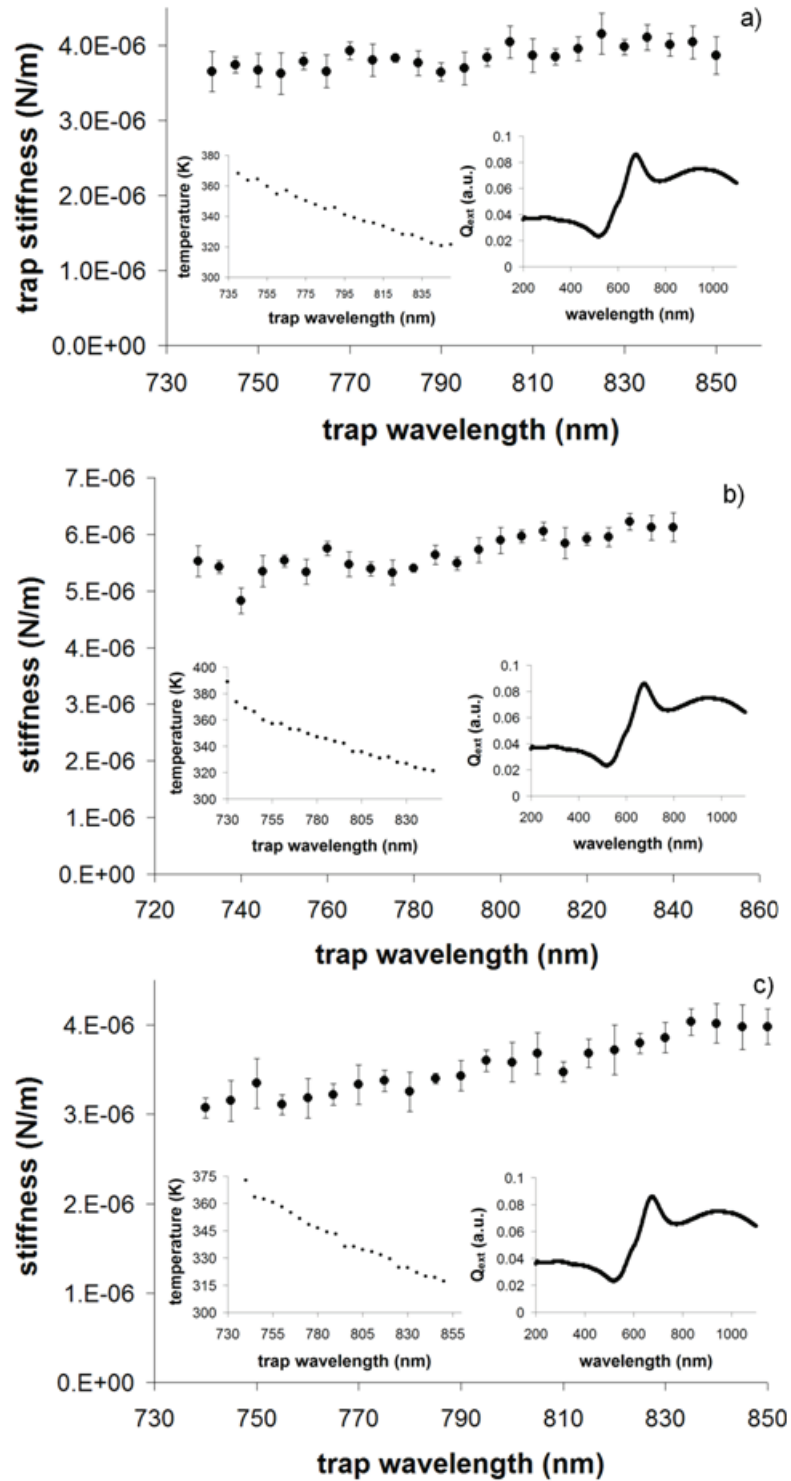 a)
trap stiffness (N/m)
4.0E-06
3.0E-06
2.0E-06
1.0E-06
0.0E+00
temperature (K)
380
360
340
320
300
735 755 775 795 815 835
trap wavelength (nm)
Qext (a.u.)
0.1
0.08
0.06
0.04
0.02
0
200 400 600 800 1000
wavelength (nm)
730 750 770 790 810 830 850
trap wavelength (nm)
b)
stiffness (N/m)
7.E-06
6.E-06
5.E-06
4.E-06
3.E-06
2.E-06
1.E-06
0.E+00
temperature (K)
400
380
360
340
320
300
730 755 780 805 830
trap wavelength (nm)
Qext (a.u.)
0.1
0.08
0.06
0.04
0.02
0
200 400 600 800 1000
wavelength (nm)
720 740 760 780 800 820 840 860
trap wavelength (nm)
c)
stiffness (N/m)
4.E-06
3.E-06
2.E-06
1.E-06
0.E+00
temperature (K)
375
360
345
330
315
300
730 755 780 805 830 855
trap wavelength (nm)
Qext (a.u.)
0.1
0.08
0.06
0.04
0.02
0
200 400 600 800 1000
wavelength (nm)
730 750 770 790 810 830 850
trap wavelength (nm)